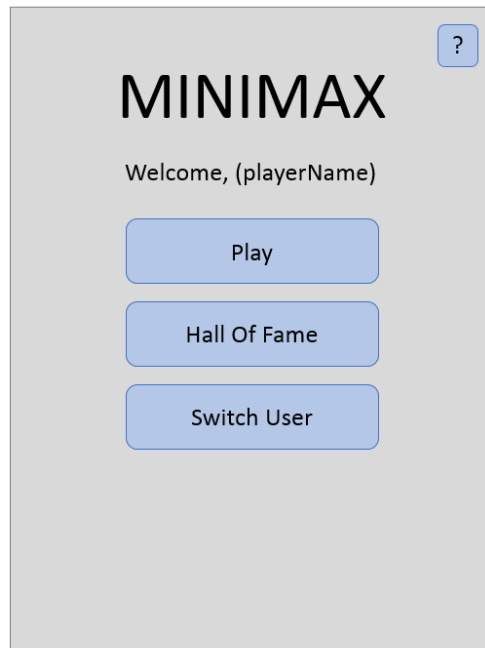 ?
MINIMAX
Welcome, (playerName)
Play
Hall Of Fame
Switch User